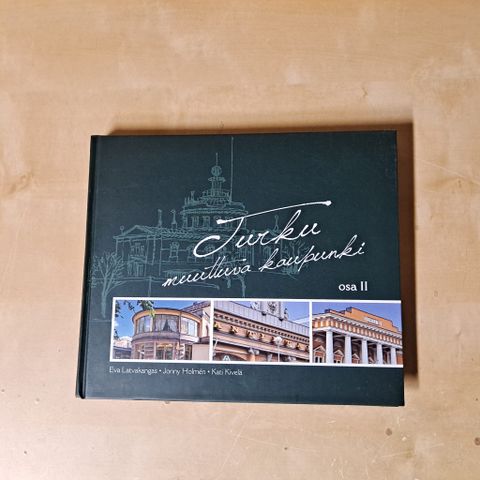 Turku
muuttuva kaupunki
osa II
Eva Latvakangas • Jonny Holmén • Kati Kivelä